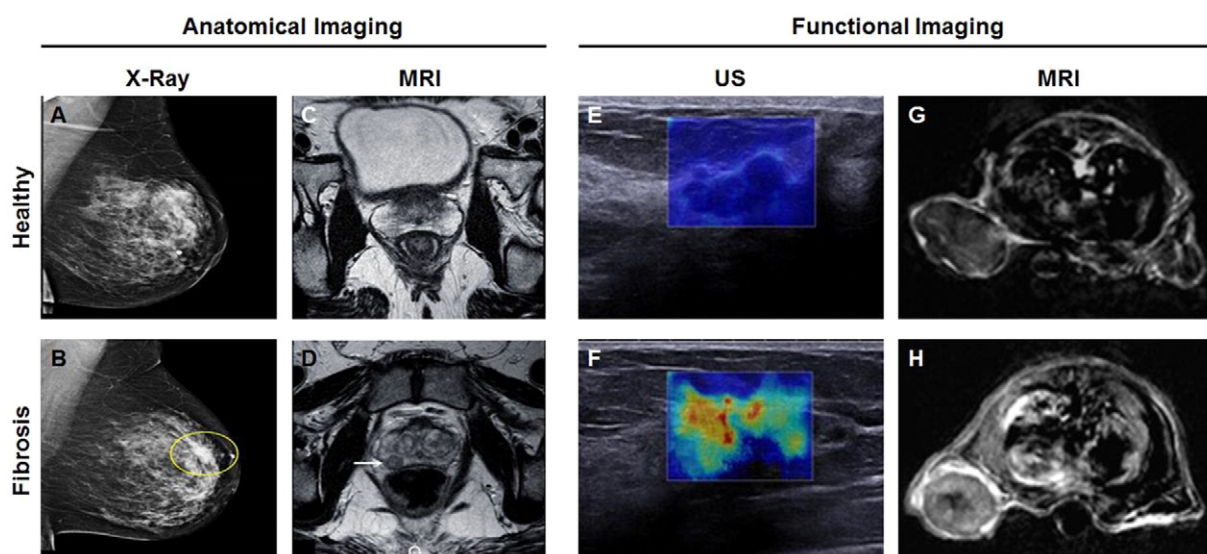 Anatomical Imaging
Functional Imaging
X-Ray
MRI
US
MRI
Healthy
A
C
E
G
Fibrosis
B
D
F
H